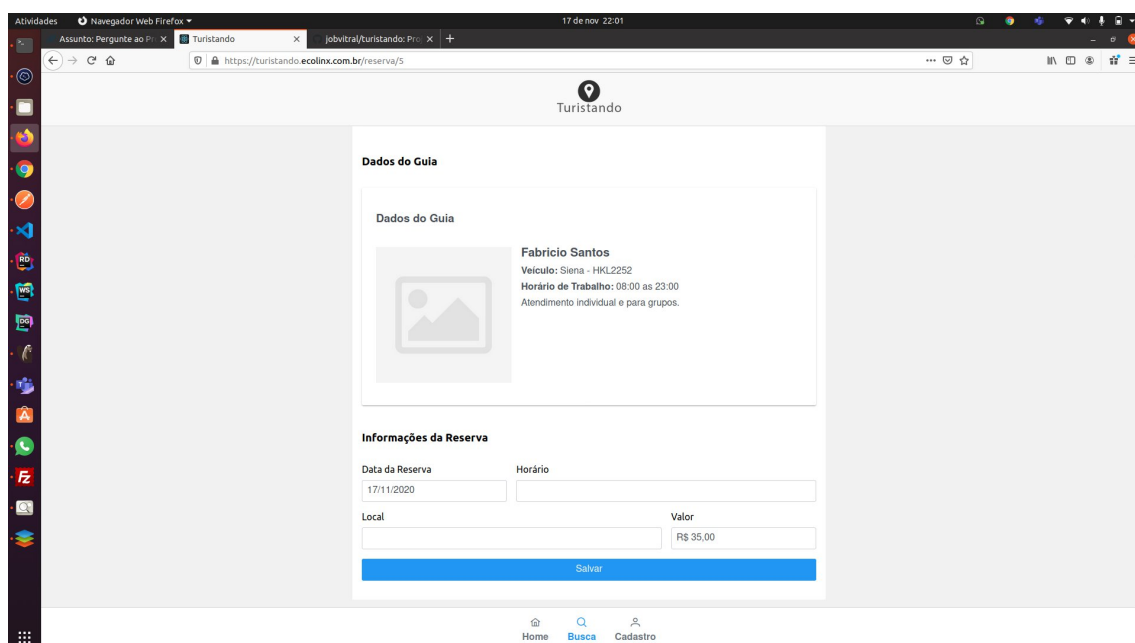 Atividades Navegador Web Firefox 17 de nov 22:01
Assunto: Pergunte ao Pr Turistando jobvitral/turistando: Pro
https://turistando.ecolinx.com.br/reserva/5
Turistando
Dados do Guia
Dados do Guia
Fabricio Santos
Veículo: Siena - HKL2252
Horário de Trabalho: 08:00 as 23:00
Atendimento individual e para grupos.
Informações da Reserva
Data da Reserva Horário
17/11/2020
Local Valor
R$ 35,00
Salvar
Home Busca Cadastro